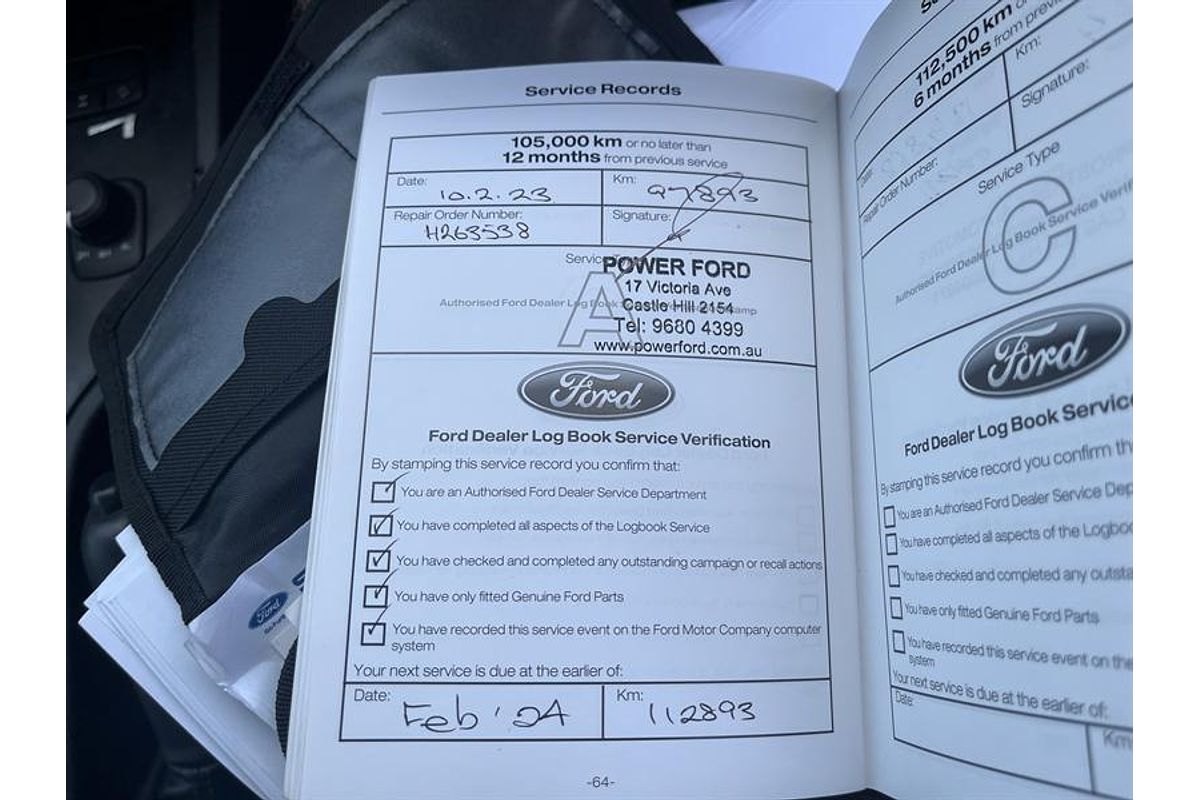 Service Records
105,000 km or no later than
12 months from previous service
Date: 10.2.23
Km: 97893
Repair Order Number: H263538
Signature:
Service
A
Authorised Ford Dealer Log Book
POWER FORD
17 Victoria Ave
Castle Hill 2154
Tel: 9680 4399
www.powerford.com.au
Ford
Ford Dealer Log Book Service Verification
By stamping this service record you confirm that:
You are an Authorised Ford Dealer Service Department
You have completed all aspects of the Logbook Service
You have checked and completed any outstanding campaign or recall actions
You have only fitted Genuine Ford Parts
You have recorded this service event on the Ford Motor Company computer
system
Your next service is due at the earlier of:
Date: Feb '24
Km: 112893
-64-
112,500 km
6 months from previous
Km:
Signature:
Repair Order Number:
Service Type
C
Authorised Ford Dealer Log Book Service
Ford
Ford Dealer Log Book Service
By stamping this service record you confirm
You are an Authorised Ford Dealer Service
You have completed all aspects of the
You have checked and completed any
You have only fitted Genuine Ford Parts
You have recorded this service event on the
system
Your next service is due at the earlier of:
Date:
Km
Ford